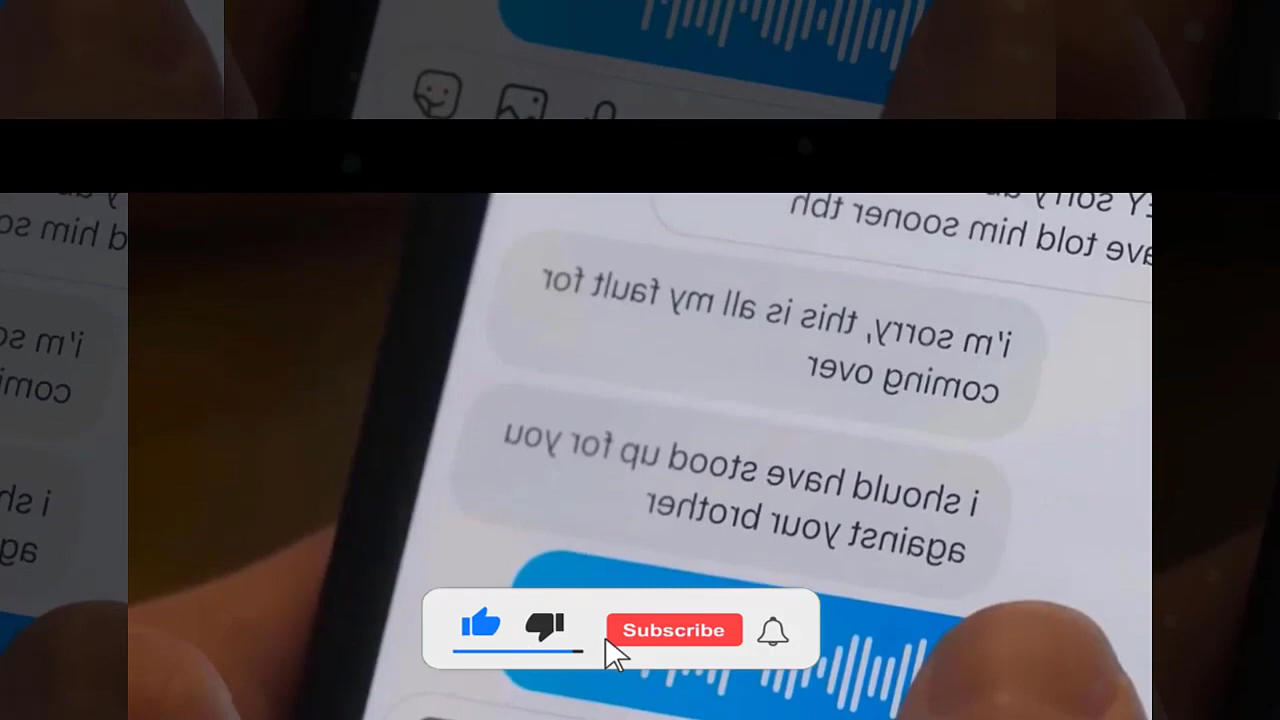 sorry
told him sooner tbh
i'm sorry, this is all my fault for
coming over
i should have stood up for you
against your brother
Subscribe